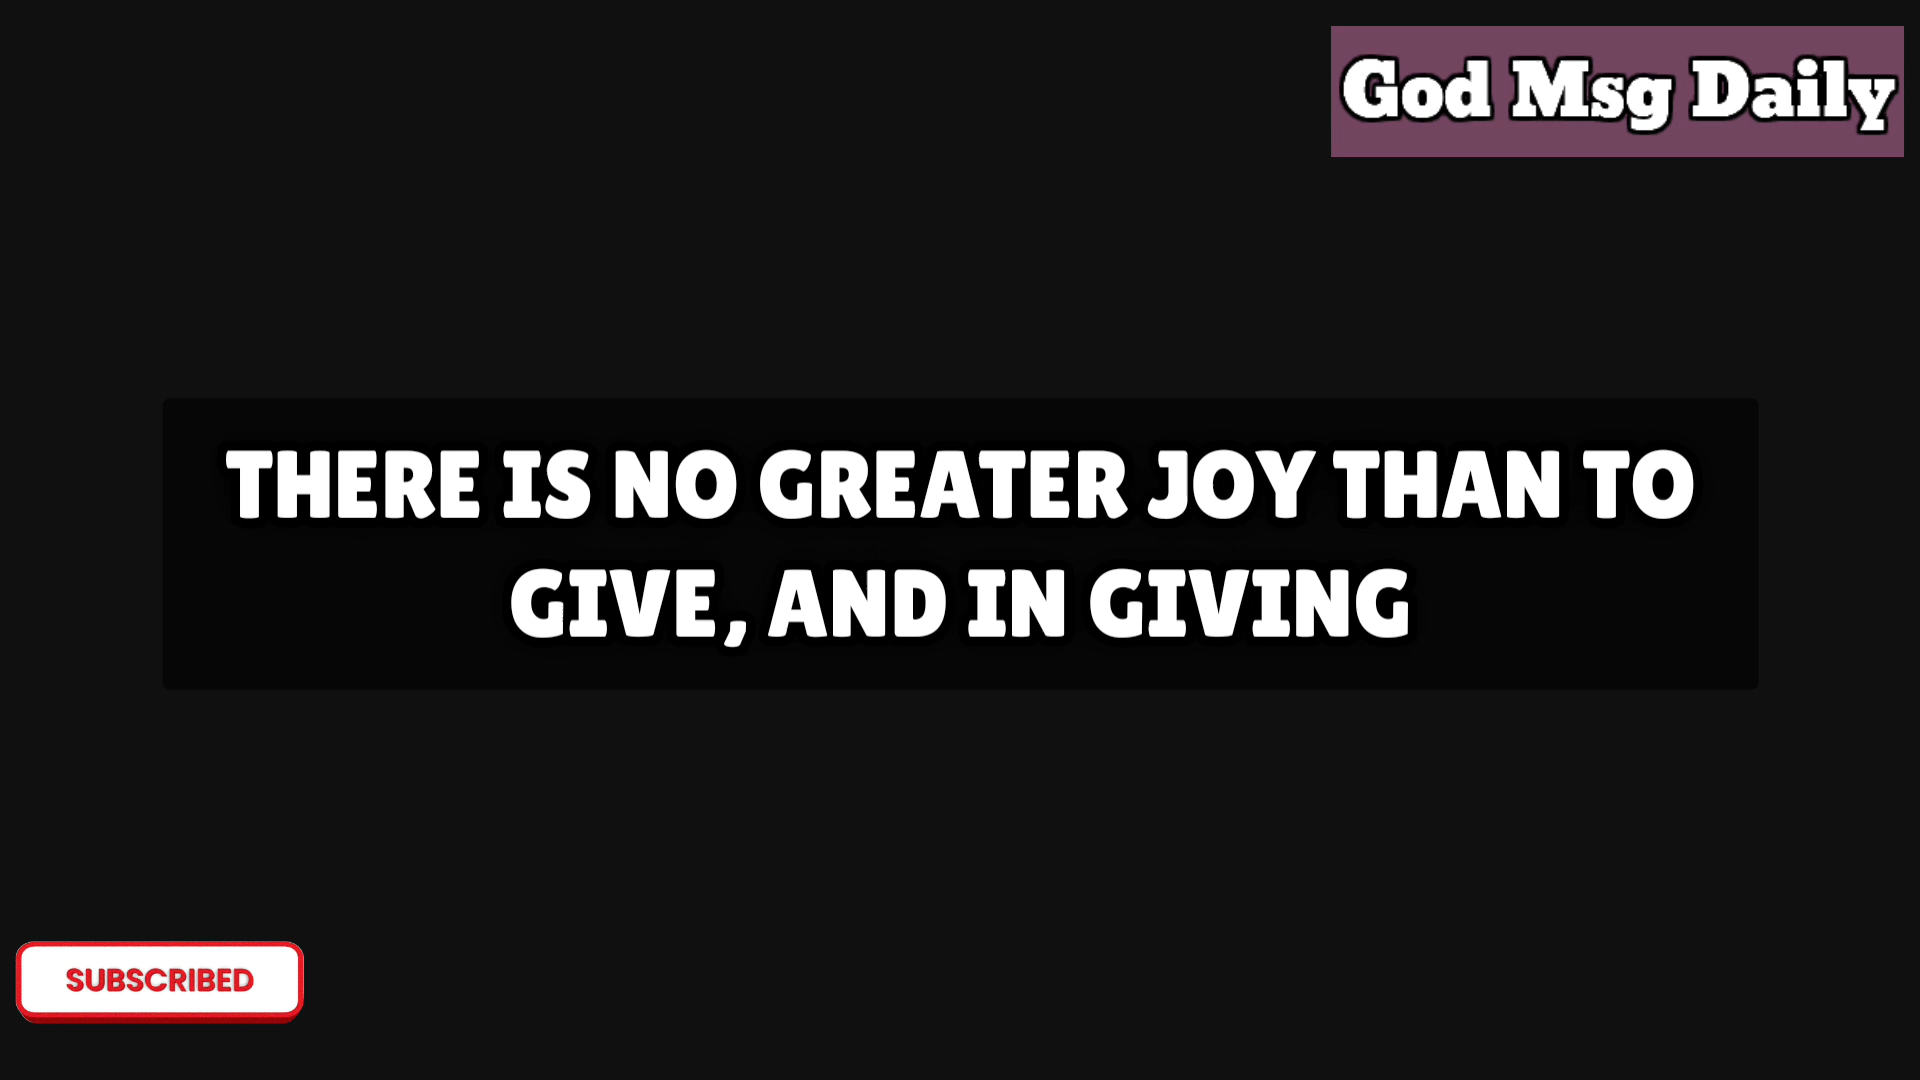 God Msg Daily
THERE IS NO GREATER JOY THAN TO
GIVE, AND IN GIVING
SUBSCRIBED